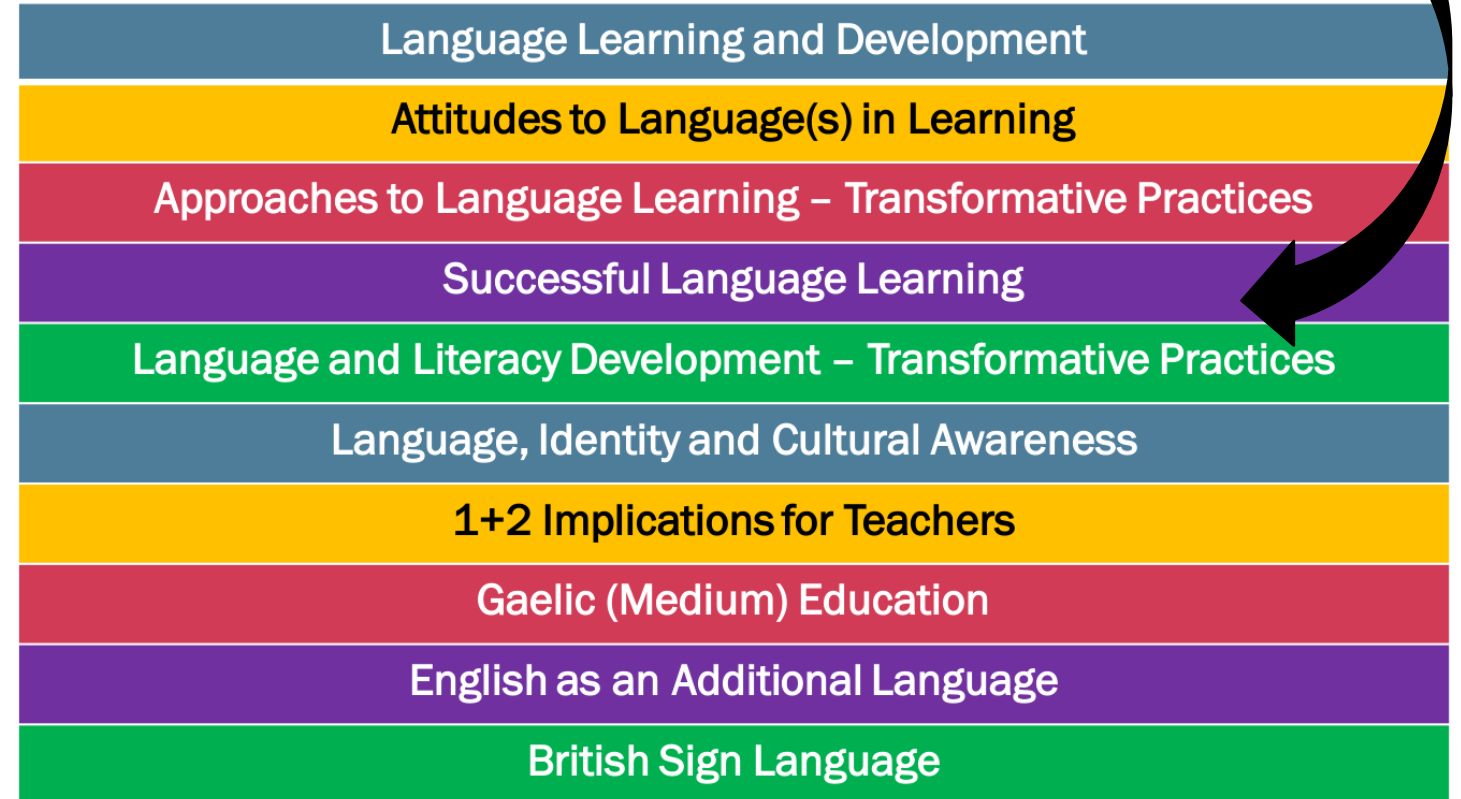 Language Learning and Development
Attitudes to Language(s) in Learning
Approaches to Language Learning – Transformative Practices
Successful Language Learning
Language and Literacy Development – Transformative Practices
Language, Identity and Cultural Awareness
1+2 Implications for Teachers
Gaelic (Medium) Education
English as an Additional Language
British Sign Language